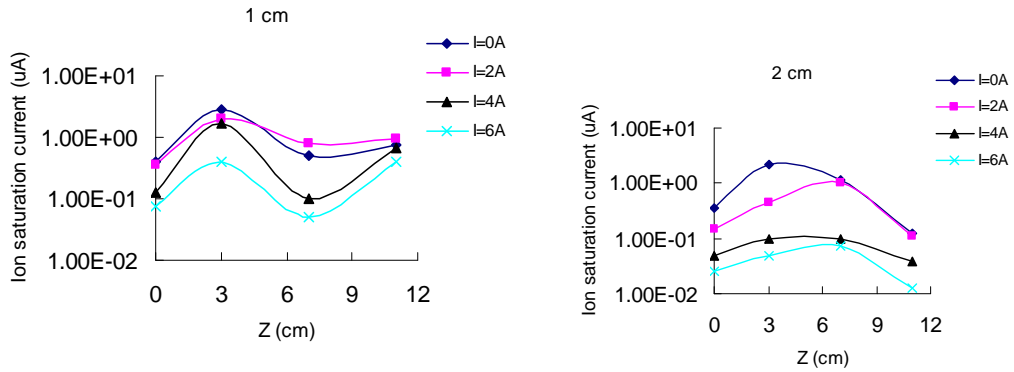 1 cm
Ion saturation current (uA)
1.00E+01
1.00E+00
1.00E-01
1.00E-02
0
3
6
9
12
Z (cm)
I=0A
I=2A
I=4A
I=6A
2 cm
Ion saturation current (uA)
1.00E+01
1.00E+00
1.00E-01
1.00E-02
0
3
6
9
12
Z (cm)
I=0A
I=2A
I=4A
I=6A